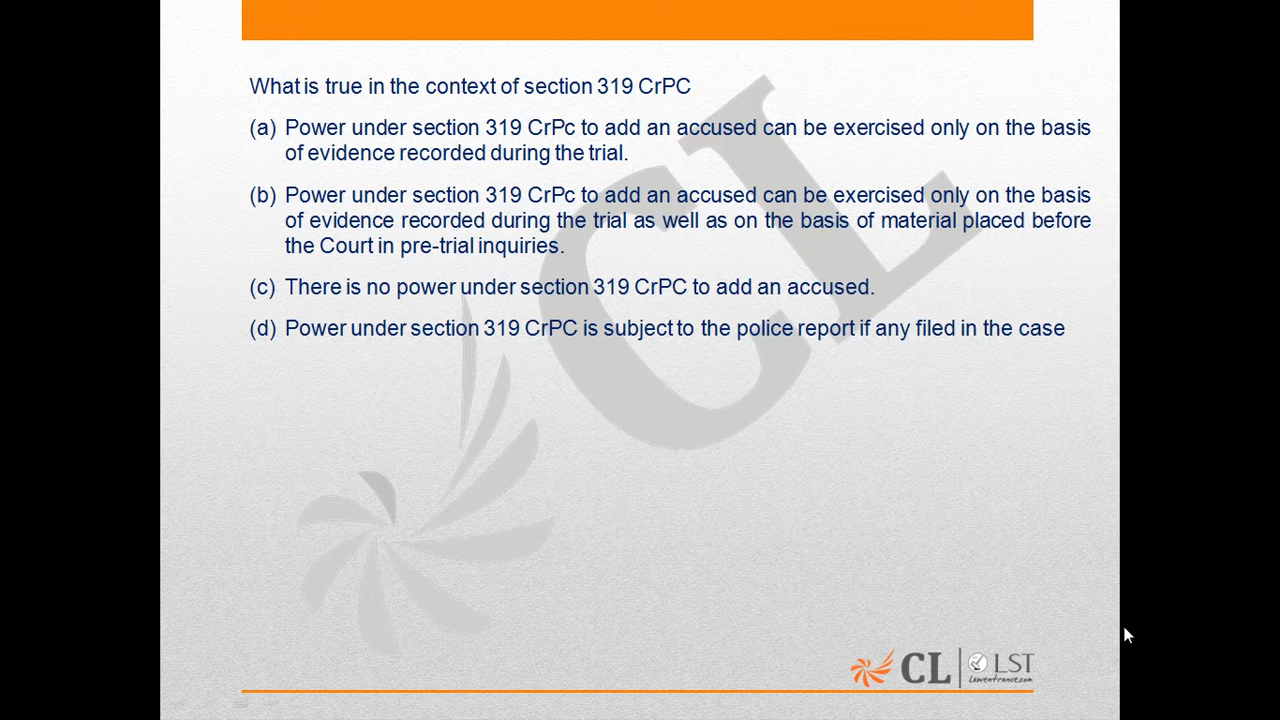 What is true in the context of section 319 CrPC
(a) Power under section 319 CrPc to add an accused can be exercised only on the basis
of evidence recorded during the trial.
(b) Power under section 319 CrPc to add an accused can be exercised only on the basis
of evidence recorded during the trial as well as on the basis of material placed before
the Court in pre-trial inquiries.
(c) There is no power under section 319 CrPC to add an accused.
(d) Power under section 319 CrPC is subject to the police report if any filed in the case
CL
CL LST
Lawentrance.com